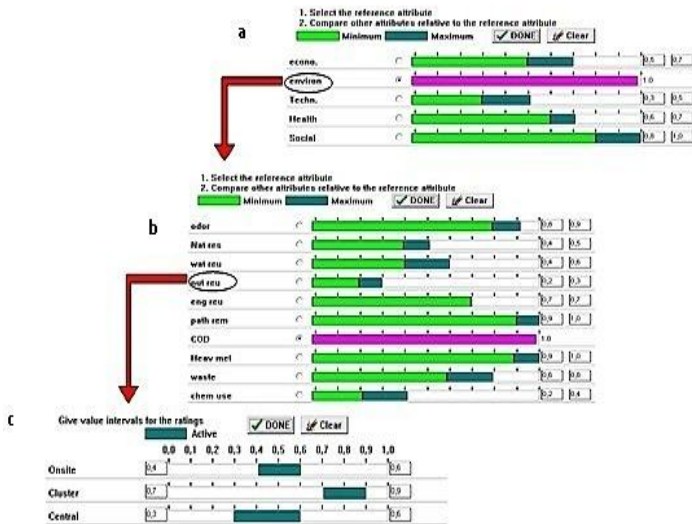 1. Select the reference attribute
2. Compare other attributes relative to the reference attribute
a
Minimum Maximum DONE Clear
econo. 0,5 0,7
environ 1.0
Techn. 0,3 0,5
Health 0,6 0,7
Social 0,8 1,0
1. Select the reference attribute
2. Compare other attributes relative to the reference attribute
Minimum Maximum DONE Clear
b
odor 0,8 0,9
Nat res 0,4 0,5
wat reu 0,4 0,6
nut reu 0,2 0,3
eng reu 0,7 0,7
path rem 0,9 1,0
COD 1.0
Heav met 0,9 1,0
waste 0,6 0,8
chem use 0,2 0,4
c
Give value intervals for the ratings DONE Clear
Active
0,0 0,1 0,2 0,3 0,4 0,5 0,6 0,7 0,8 0,9 1,0
Onsite 0,4 0,6
Cluster 0,7 0,9
Central 0,3 0,6